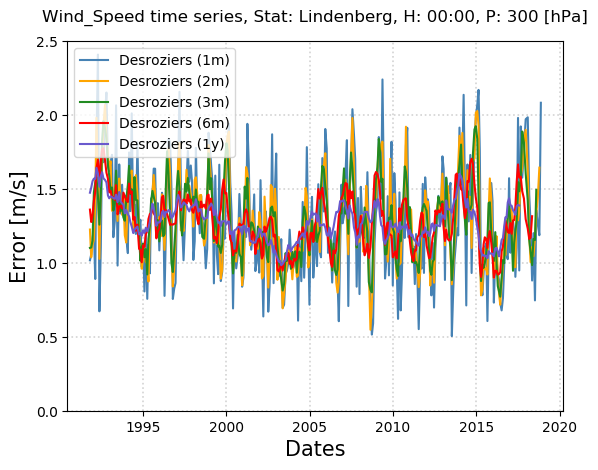 Wind_Speed time series, Stat: Lindenberg, H: 00:00, P: 300 [hPa]
Desroziers (1m)
Desroziers (2m)
Desroziers (3m)
Desroziers (6m)
Desroziers (1y)
Error [m/s]
2.5
2.0
1.5
1.0
0.5
0.0
1995 2000 2005 2010 2015 2020
Dates